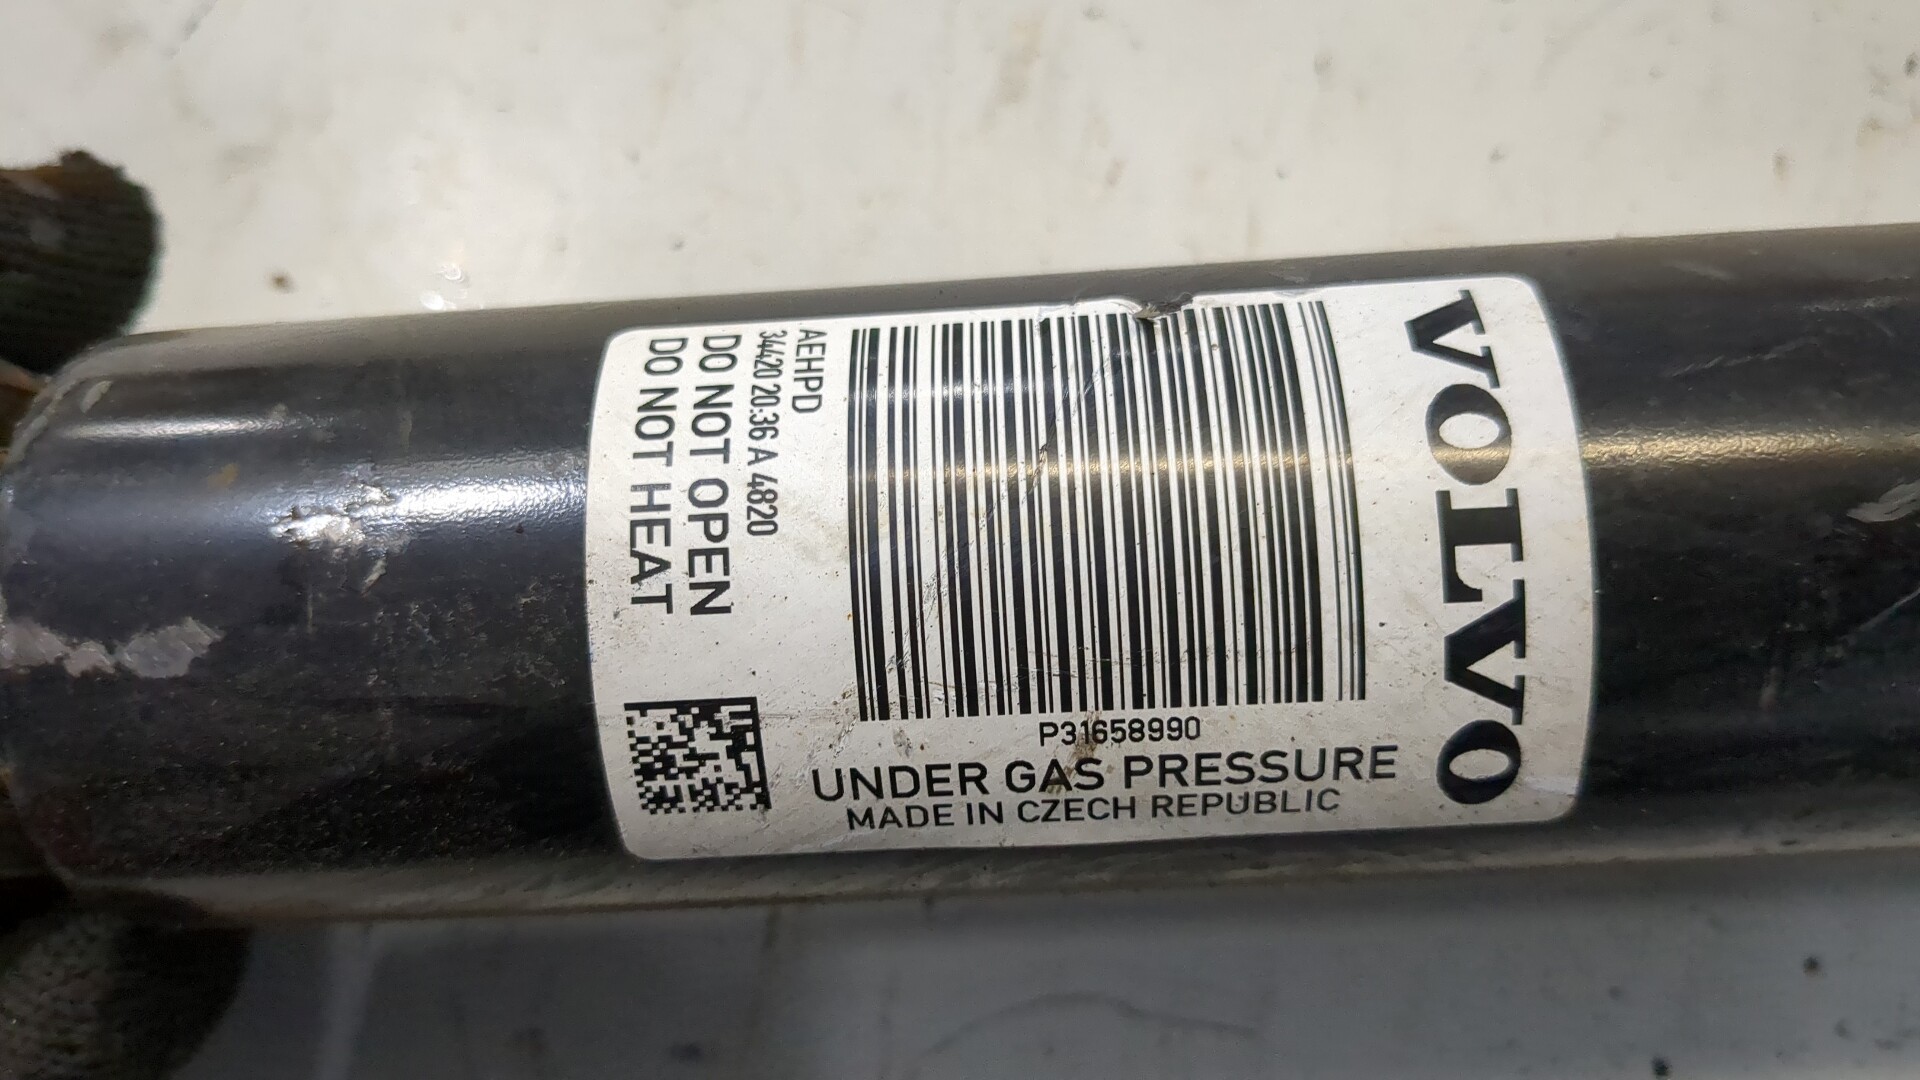 VOLVO
P31658990
UNDER GAS PRESSURE
MADE IN CZECH REPUBLIC
AEHPD
34420 20:36 A 4820
DO NOT OPEN
DO NOT HEAT